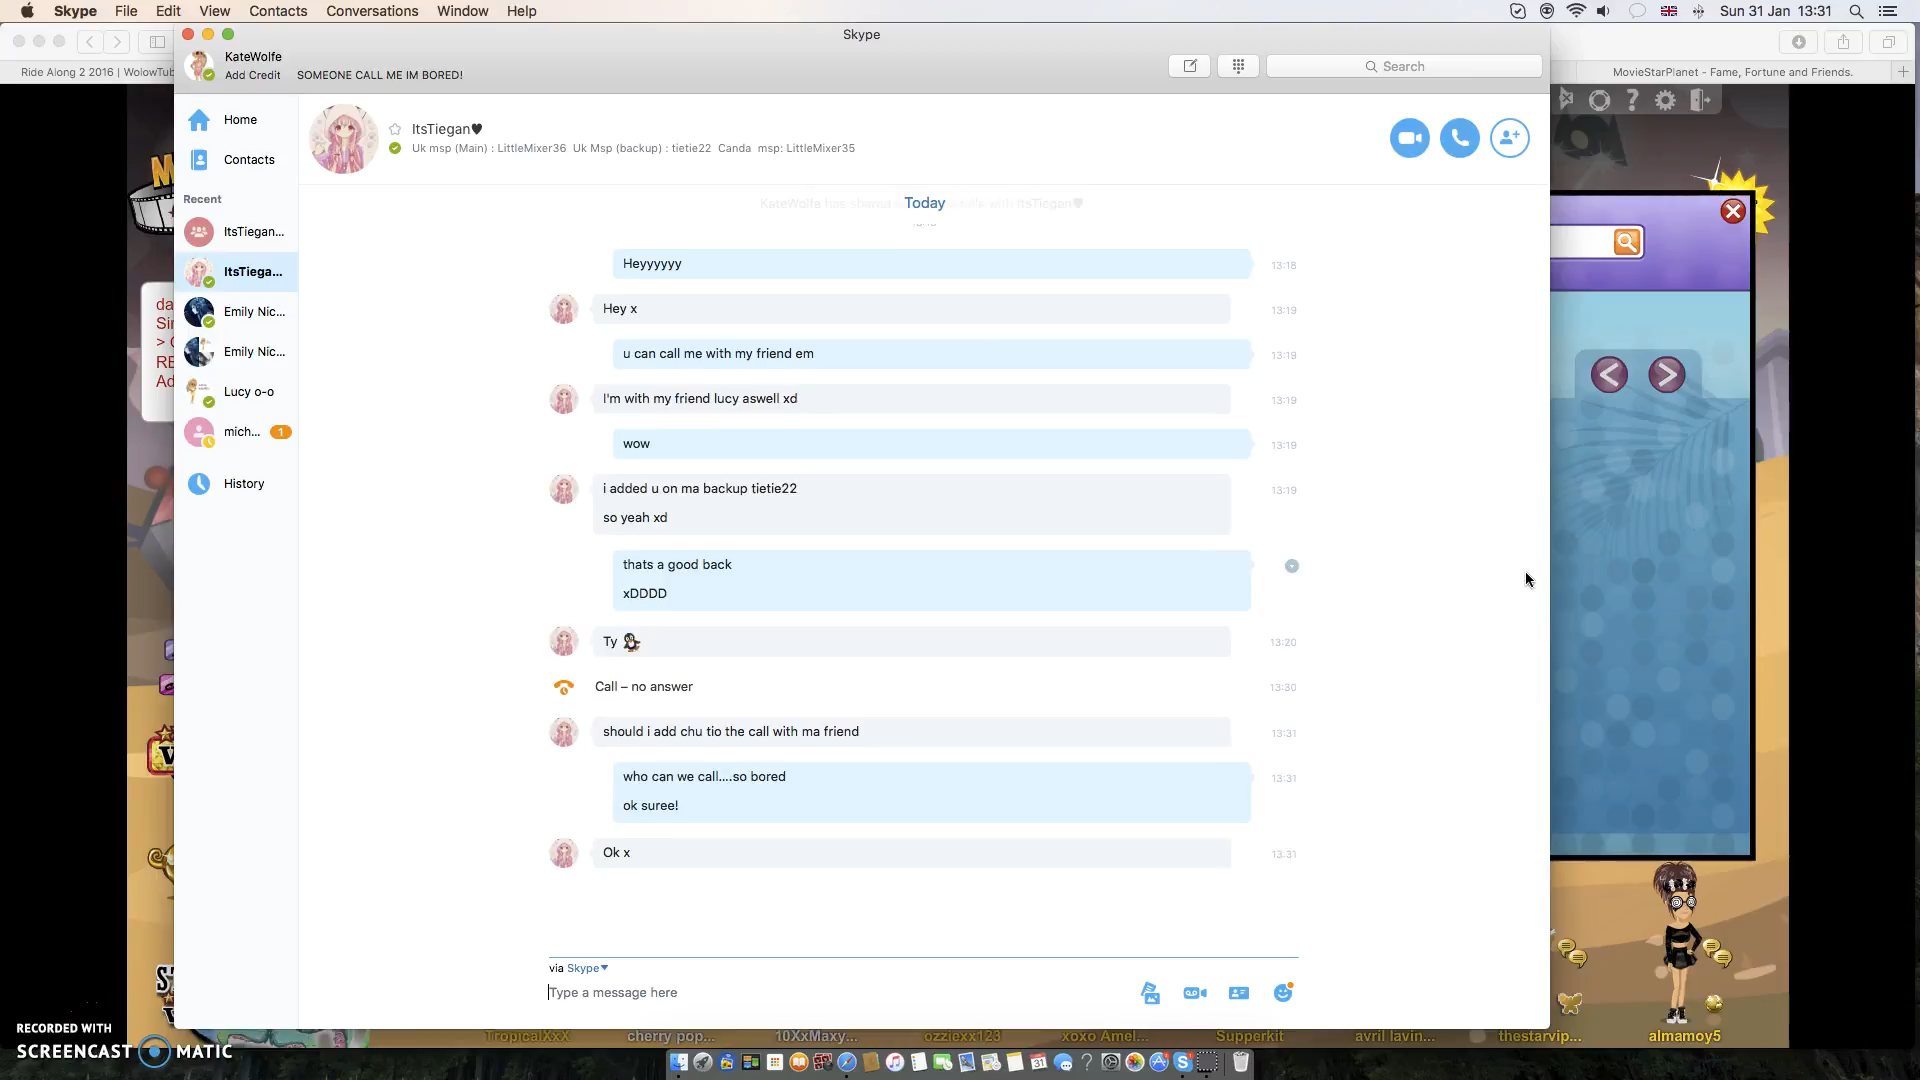 Skype File Edit View Contacts Conversations Window Help
Sun 31 Jan 13:31
Skype
KateWolfe
Add Credit SOMEONE CALL ME IM BORED!
Search
Ride Along 2 2016 | WolowTub
MovieStarPlanet - Fame, Fortune and Friends.
Home
Contacts
Recent
ItsTiegan...
ItsTiega...
Emily Nic...
Emily Nic...
Lucy o-o
mich... 1
History
ItsTiegan♥
Uk msp (Main) : LittleMixer36 Uk Msp (backup) : tietie22 Canda msp: LittleMixer35
Today
Heyyyyyy 13:18
Hey x 13:19
u can call me with my friend em 13:19
I'm with my friend lucy aswell xd 13:19
wow 13:19
i added u on ma backup tietie22 13:19
so yeah xd
thats a good back
xDDDD
Ty 13:20
Call – no answer 13:30
should i add chu tio the call with ma friend 13:31
who can we call....so bored 13:31
ok suree!
Ok x 13:31
via Skype
Type a message here
TropicalXxX cherry pop... 10XxMaxy... ozziexx123 xoxo Amel... Supperkit avril lavin... thestarvip... almamoy5
RECORDED WITH
SCREENCAST MATIC